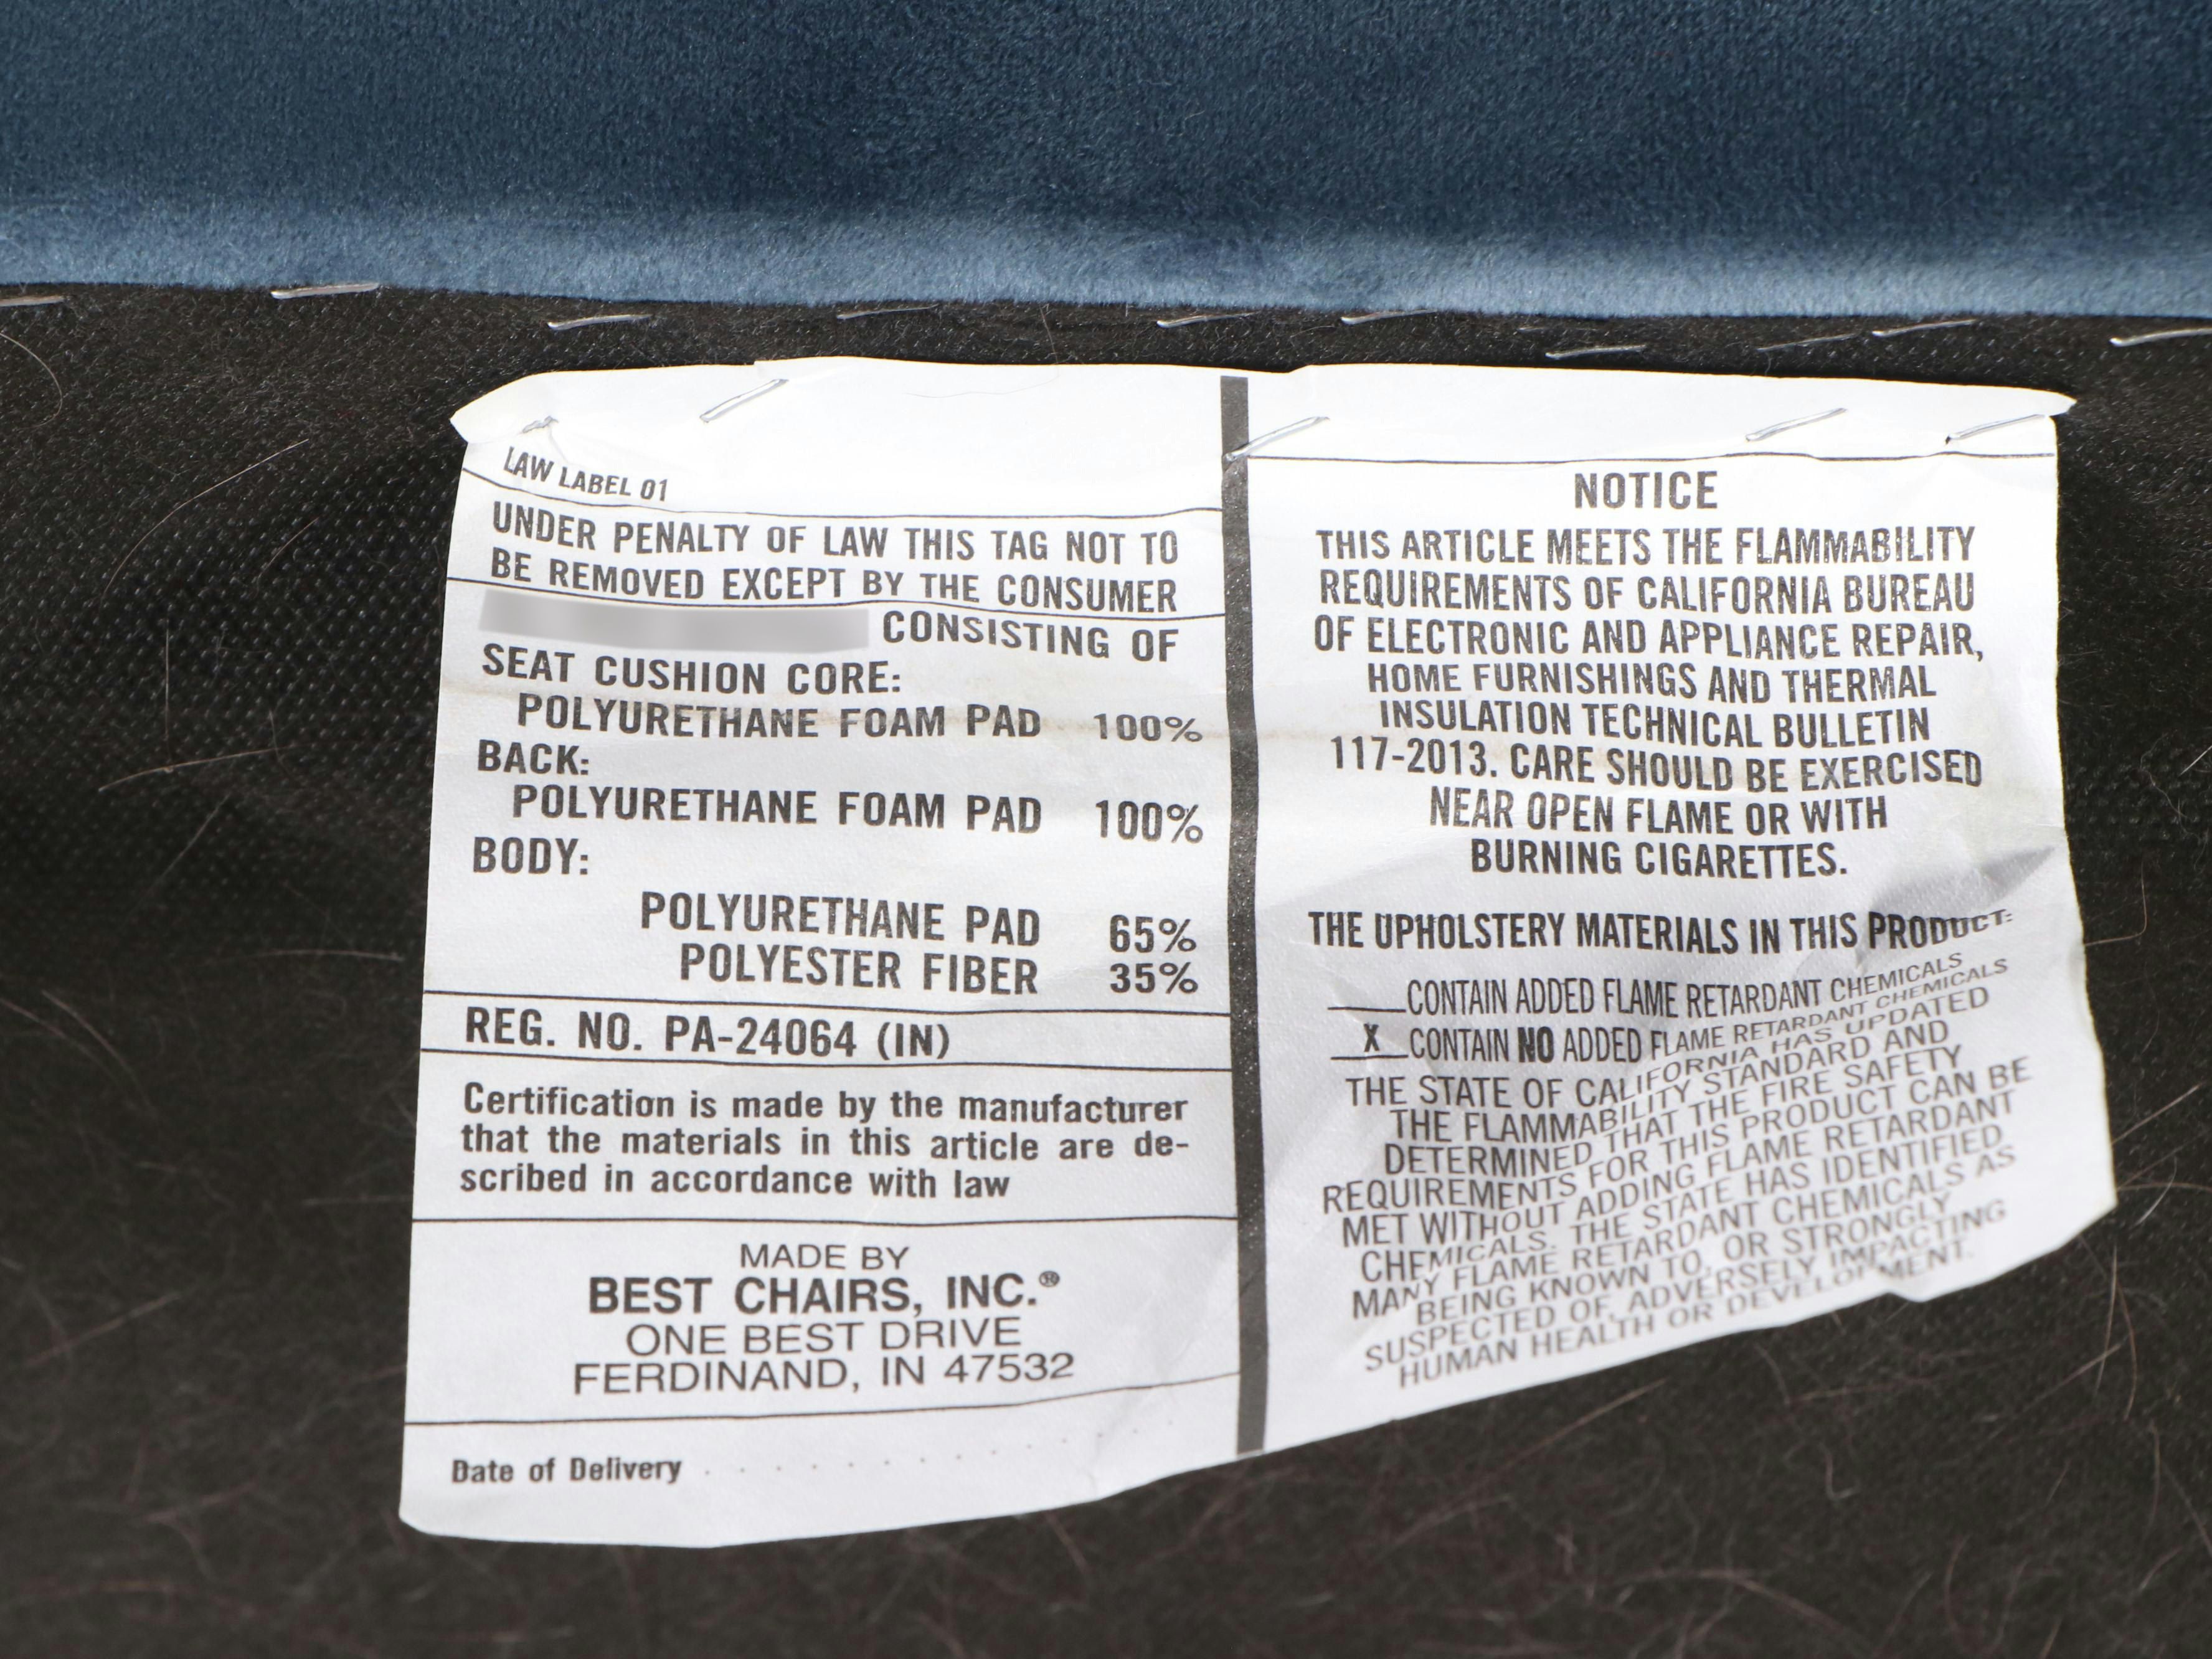 LAW LABEL 01
UNDER PENALTY OF LAW THIS TAG NOT TO
BE REMOVED EXCEPT BY THE CONSUMER
CONSISTING OF
SEAT CUSHION CORE:
POLYURETHANE FOAM PAD 100%
BACK:
POLYURETHANE FOAM PAD 100%
BODY:
POLYURETHANE PAD 65%
POLYESTER FIBER 35%
REG. NO. PA-24064 (IN)
Certification is made by the manufacturer
that the materials in this article are de-
scribed in accordance with law
MADE BY
BEST CHAIRS, INC.®
ONE BEST DRIVE
FERDINAND, IN 47532
Date of Delivery . . . . . . . . . . .
NOTICE
THIS ARTICLE MEETS THE FLAMMABILITY
REQUIREMENTS OF CALIFORNIA BUREAU
OF ELECTRONIC AND APPLIANCE REPAIR,
HOME FURNISHINGS AND THERMAL
INSULATION TECHNICAL BULLETIN
117-2013. CARE SHOULD BE EXERCISED
NEAR OPEN FLAME OR WITH
BURNING CIGARETTES.
THE UPHOLSTERY MATERIALS IN THIS PRODUCT:
____CONTAIN ADDED FLAME RETARDANT CHEMICALS
__X__CONTAIN NO ADDED FLAME RETARDANT CHEMICALS
THE STATE OF CALIFORNIA HAS UPDATED
THE FLAMMABILITY STANDARD AND
DETERMINED THAT THE FIRE SAFETY
REQUIREMENTS FOR THIS PRODUCT CAN BE
MET WITHOUT ADDING FLAME RETARDANT
CHEMICALS. THE STATE HAS IDENTIFIED
MANY FLAME RETARDANT CHEMICALS AS
BEING KNOWN TO, OR STRONGLY
SUSPECTED OF, ADVERSELY IMPACTING
HUMAN HEALTH OR DEVELOPMENT.